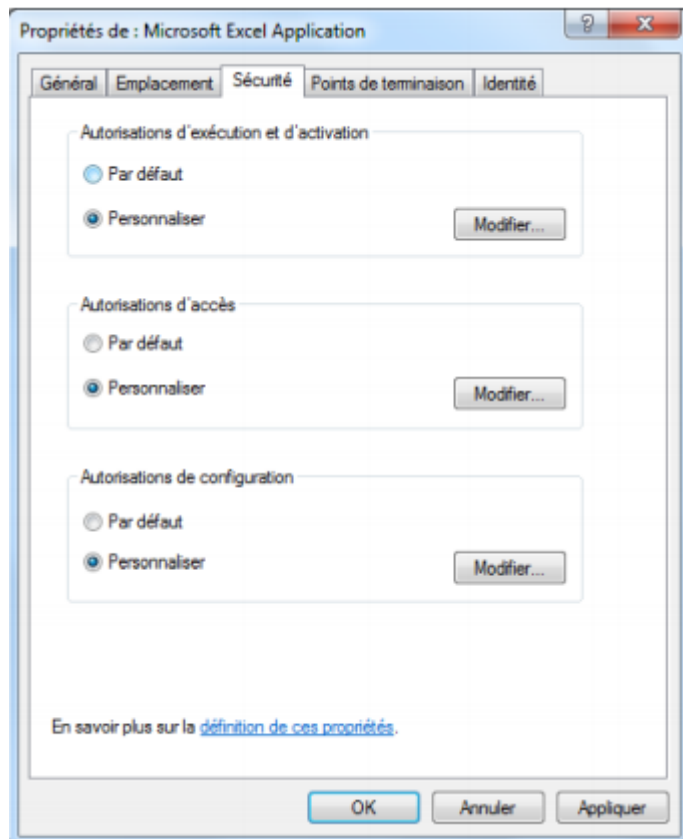 Propriétés de : Microsoft Excel Application
Général Emplacement Sécurité Points de terminaison Identité
Autorisations d'exécution et d'activation
Par défaut
Personnaliser
Modifier...
Autorisations d'accès
Par défaut
Personnaliser
Modifier...
Autorisations de configuration
Par défaut
Personnaliser
Modifier...
En savoir plus sur la définition de ces propriétés.
OK Annuler Appliquer